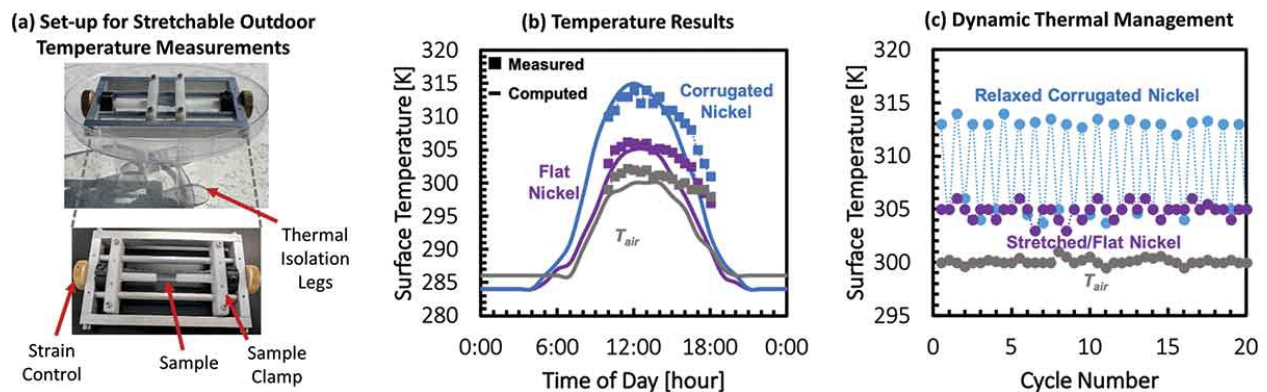 (a) Set-up for Stretchable Outdoor
Temperature Measurements
Thermal
Isolation
Legs
Strain
Control
Sample
Sample
Clamp
(b) Temperature Results
Surface Temperature [K]
320
315
310
305
300
295
290
285
280
Measured
Computed
Corrugated
Nickel
Flat
Nickel
T_air
0:00 6:00 12:00 18:00 0:00
Time of Day [hour]
(c) Dynamic Thermal Management
Surface Temperature [K]
320
315
310
305
300
295
Relaxed Corrugated Nickel
Stretched/Flat Nickel
T_air
0 5 10 15 20
Cycle Number